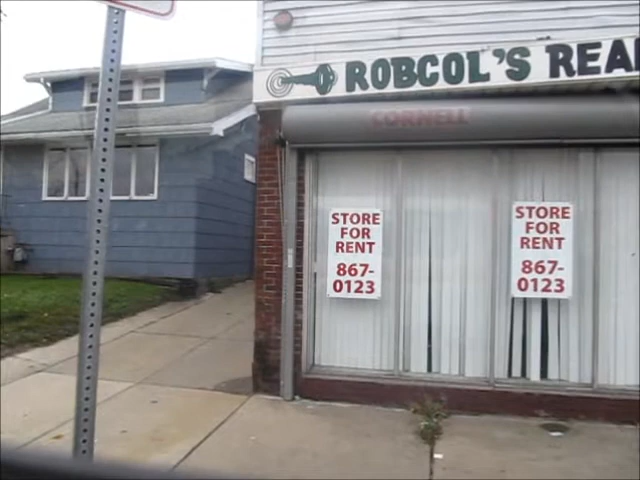 ROBCOL'S REA
CORNELL
STORE
FOR
RENT
867-
0123
STORE
FOR
RENT
867-
0123